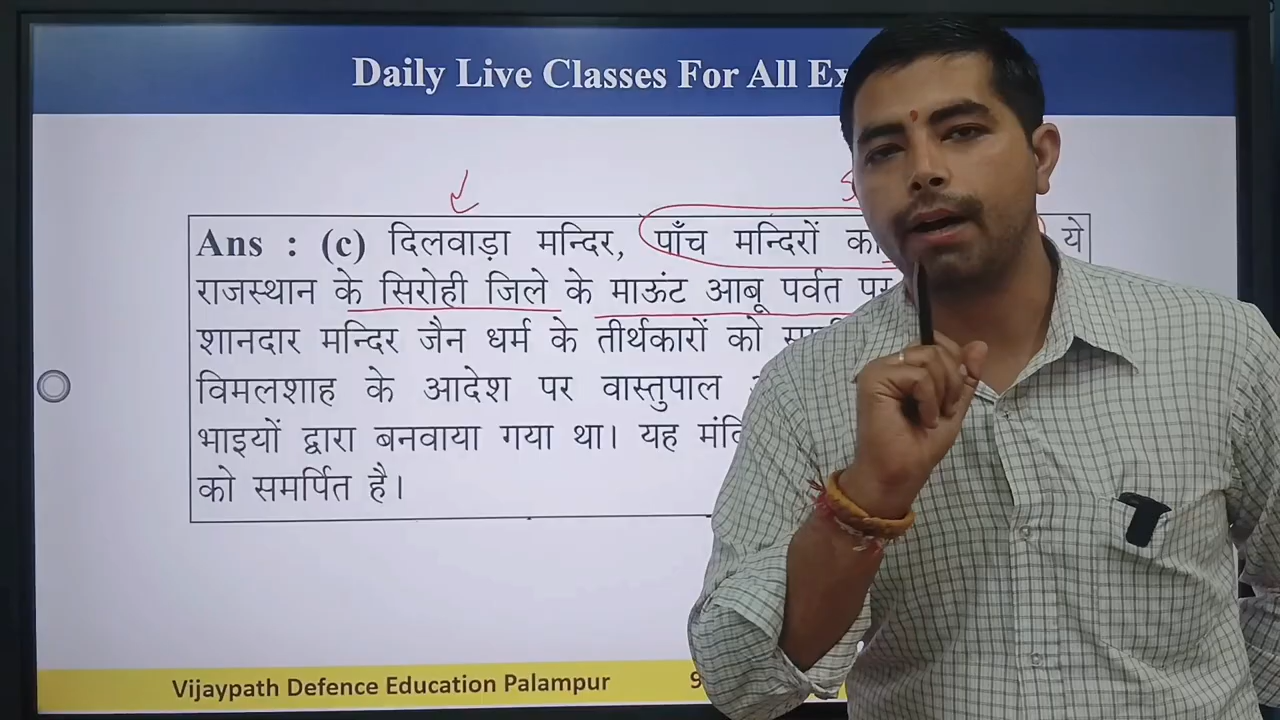 Daily Live Classes For All
Ans : (c) दिलवाड़ा मन्दिर, पाँच मन्दिरों का ये
राजस्थान के सिरोही जिले के माऊंट आबू पर्वत पर
शानदार मन्दिर जैन धर्म के तीर्थकारों को
विमलशाह के आदेश पर वास्तुपाल
भाइयों द्वारा बनवाया गया था। यह
को समर्पित है।
Vijaypath Defence Education Palampur 9